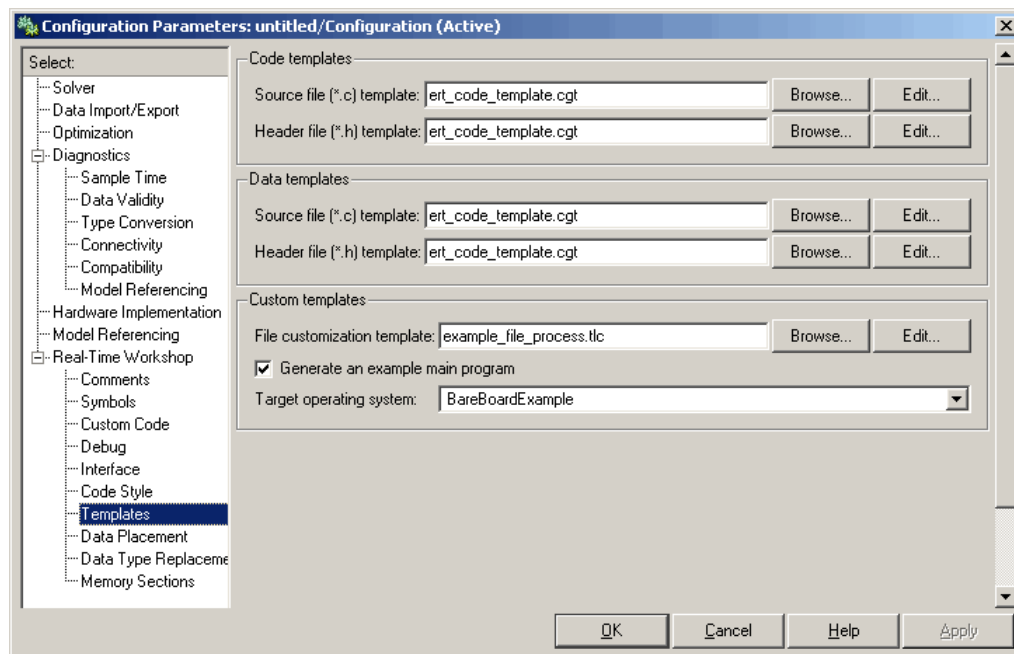 Configuration Parameters: untitled/Configuration (Active)
Select:
Solver
Data Import/Export
Optimization
Diagnostics
Sample Time
Data Validity
Type Conversion
Connectivity
Compatibility
Model Referencing
Hardware Implementation
Model Referencing
Real-Time Workshop
Comments
Symbols
Custom Code
Debug
Interface
Code Style
Templates
Data Placement
Data Type Replaceme
Memory Sections
Code templates
Source file (*.c) template: ert_code_template.cgt Browse... Edit...
Header file (*.h) template: ert_code_template.cgt Browse... Edit...
Data templates
Source file (*.c) template: ert_code_template.cgt Browse... Edit...
Header file (*.h) template: ert_code_template.cgt Browse... Edit...
Custom templates
File customization template: example_file_process.tlc Browse... Edit...
Generate an example main program
Target operating system: BareBoardExample
OK Cancel Help Apply